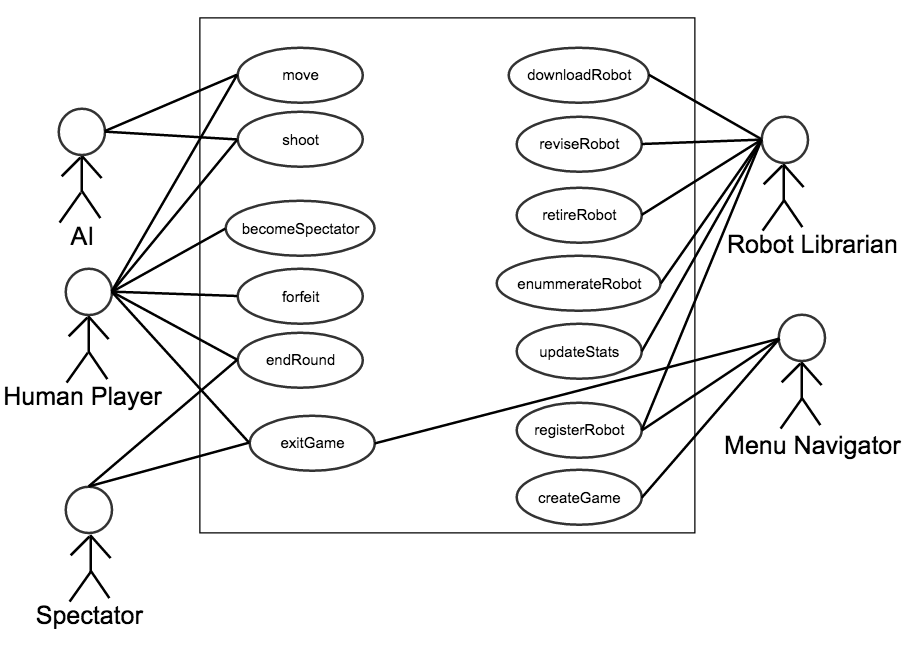 move
downloadRobot
shoot
reviseRobot
AI
retireRobot
becomeSpectator
Robot Librarian
enummerateRobot
forfeit
endRound
updateStats
Human Player
registerRobot
exitGame
Menu Navigator
createGame
Spectator